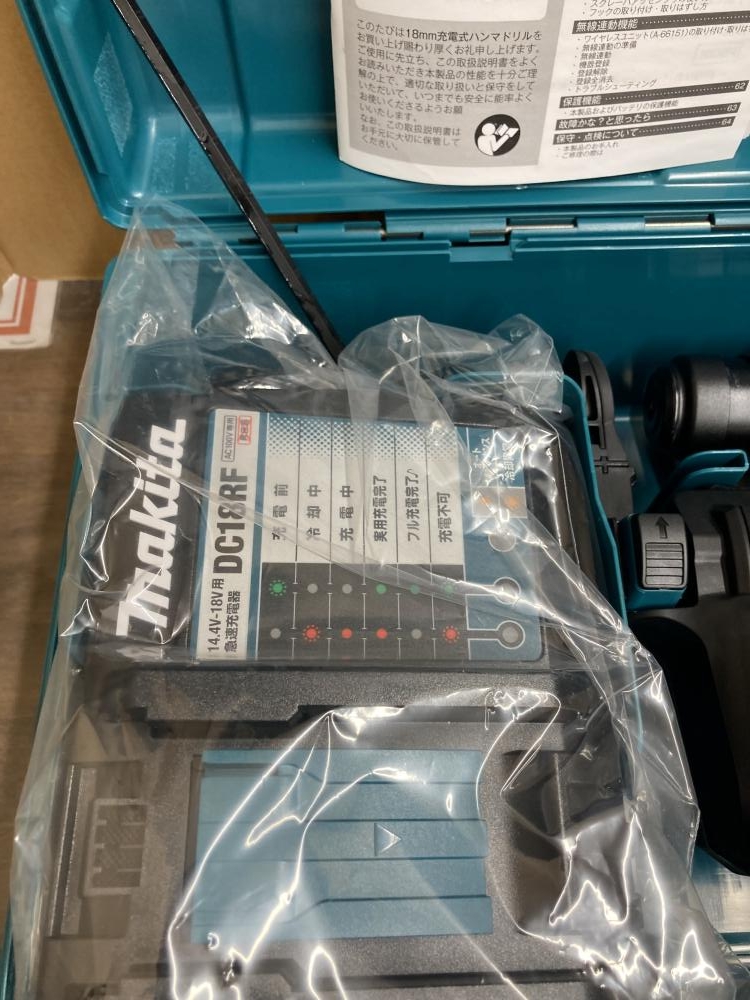 このたびは18mm充電式ハンマドリルを
お買い上げ賜わり厚くお礼申し上げます。
ご使用に先立ち、この取扱説明書をよく
お読みいただき本製品の性能を十分ご理
解の上で、適切な取り扱いと保守をして
いただいて、いつまでも安全に能率よく
お使いくださるようお願
いいたします。
なお、この取扱説明書は
お手元に大切に保管して
・フックの取り付け・取りはずし方
無線連動機能
・ワイヤレスユニット(A-66151)の取り付け・取りは
・無線連動の準備
・無線連動
・機器登録
・登録解除
・登録全消去
・トラブルシューティング
保護機能 62
・本製品およびバッテリの保護機能
故障かな？と思ったら 63
保守・点検について 64
・本製品のお手入れ
・ご修理の際は
makita
14.4V-18V用
急速充電器
DC18RF
AC100V専用
充電前
冷却中
充電中
実用充電完了
フル充電完了♪
充電不可